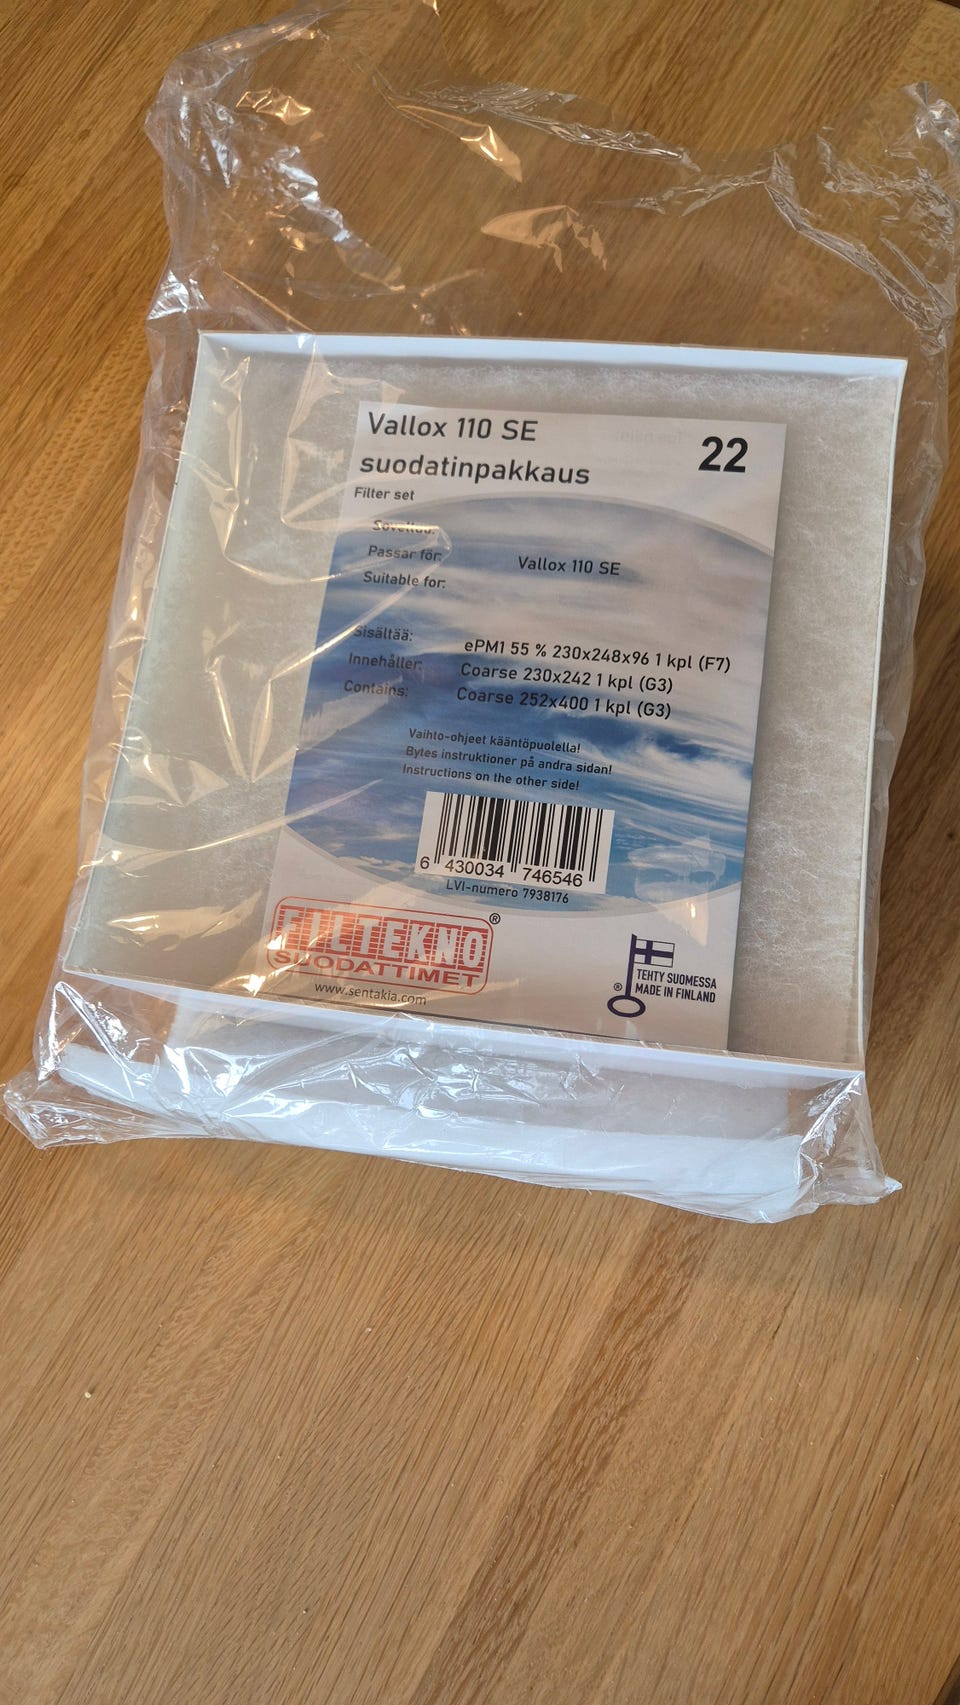 Vallox 110 SE
suodatinpakkaus
22
Filter set
Soveltuu:
Passar för:
Suitable for:
Vallox 110 SE
Sisältää:
Innehåller:
Contains:
ePM1 55 % 230x248x96 1 kpl (F7)
Coarse 230x242 1 kpl (G3)
Coarse 252x400 1 kpl (G3)
Vaihto-ohjeet kääntöpuolella!
Bytes instruktioner på andra sidan!
Instructions on the other side!
6 430034 746546
LVI-numero 7938176
FILTEKNO®
SUODATTIMET
www.sentakia.com
®
TEHTY SUOMESSA
MADE IN FINLAND